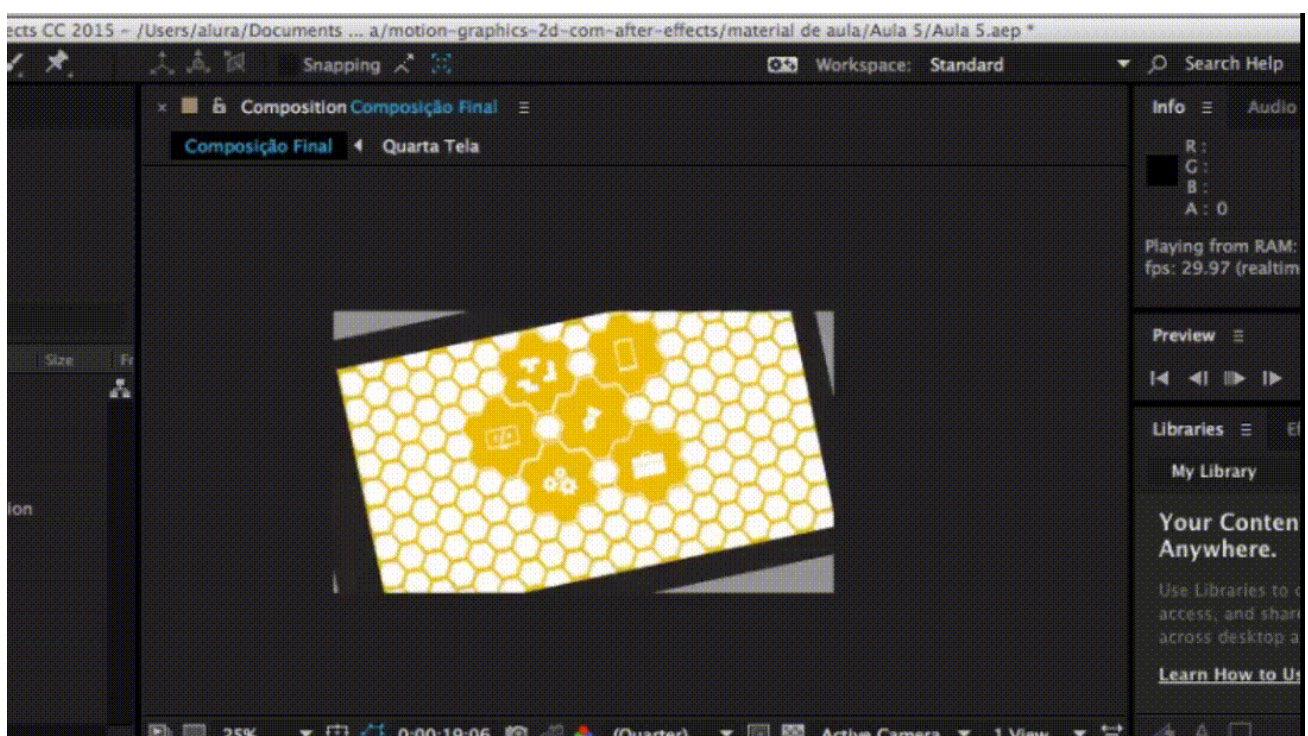 ects CC 2015 - /Users/alura/Documents ... a/motion-graphics-2d-com-after-effects/material de aula/Aula 5/Aula 5.aep *
Snapping
Workspace: Standard
Search Help
Composition Composição Final
Info
Audio
Composição Final
Quarta Tela
R :
G :
B :
A : 0
Playing from RAM:
fps: 29.97 (realtim
Preview
Size
Fr
Libraries
Ef
My Library
ion
Your Conten
Anywhere.
Use Libraries to
access, and shar
across desktop a
Learn How to Us
25%
0:00:19:06
(Quarter)
Active Camera
1 View